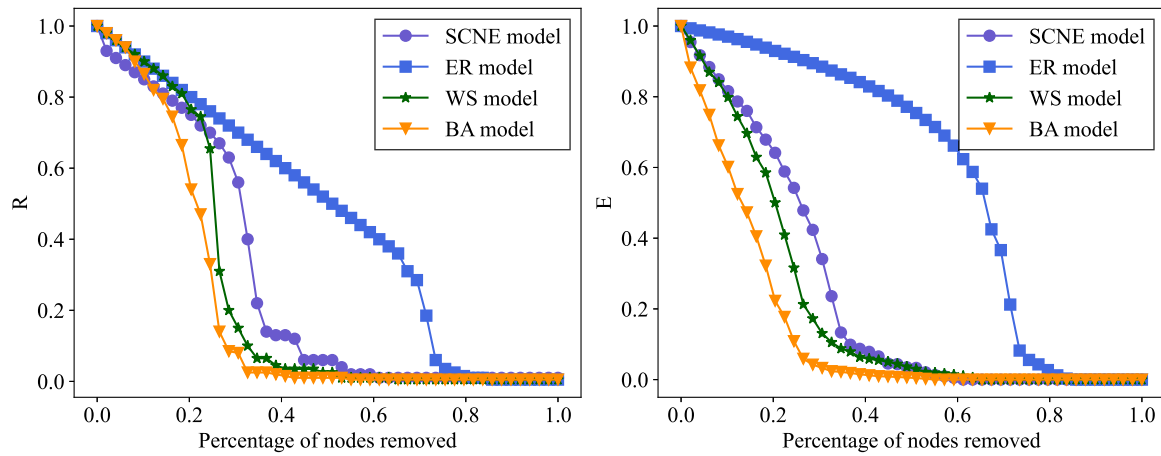 1.0
0.8
0.6
0.4
0.2
0.0
R
0.0 0.2 0.4 0.6 0.8 1.0
Percentage of nodes removed
SCNE model
ER model
WS model
BA model
1.0
0.8
0.6
0.4
0.2
0.0
E
0.0 0.2 0.4 0.6 0.8 1.0
Percentage of nodes removed
SCNE model
ER model
WS model
BA model